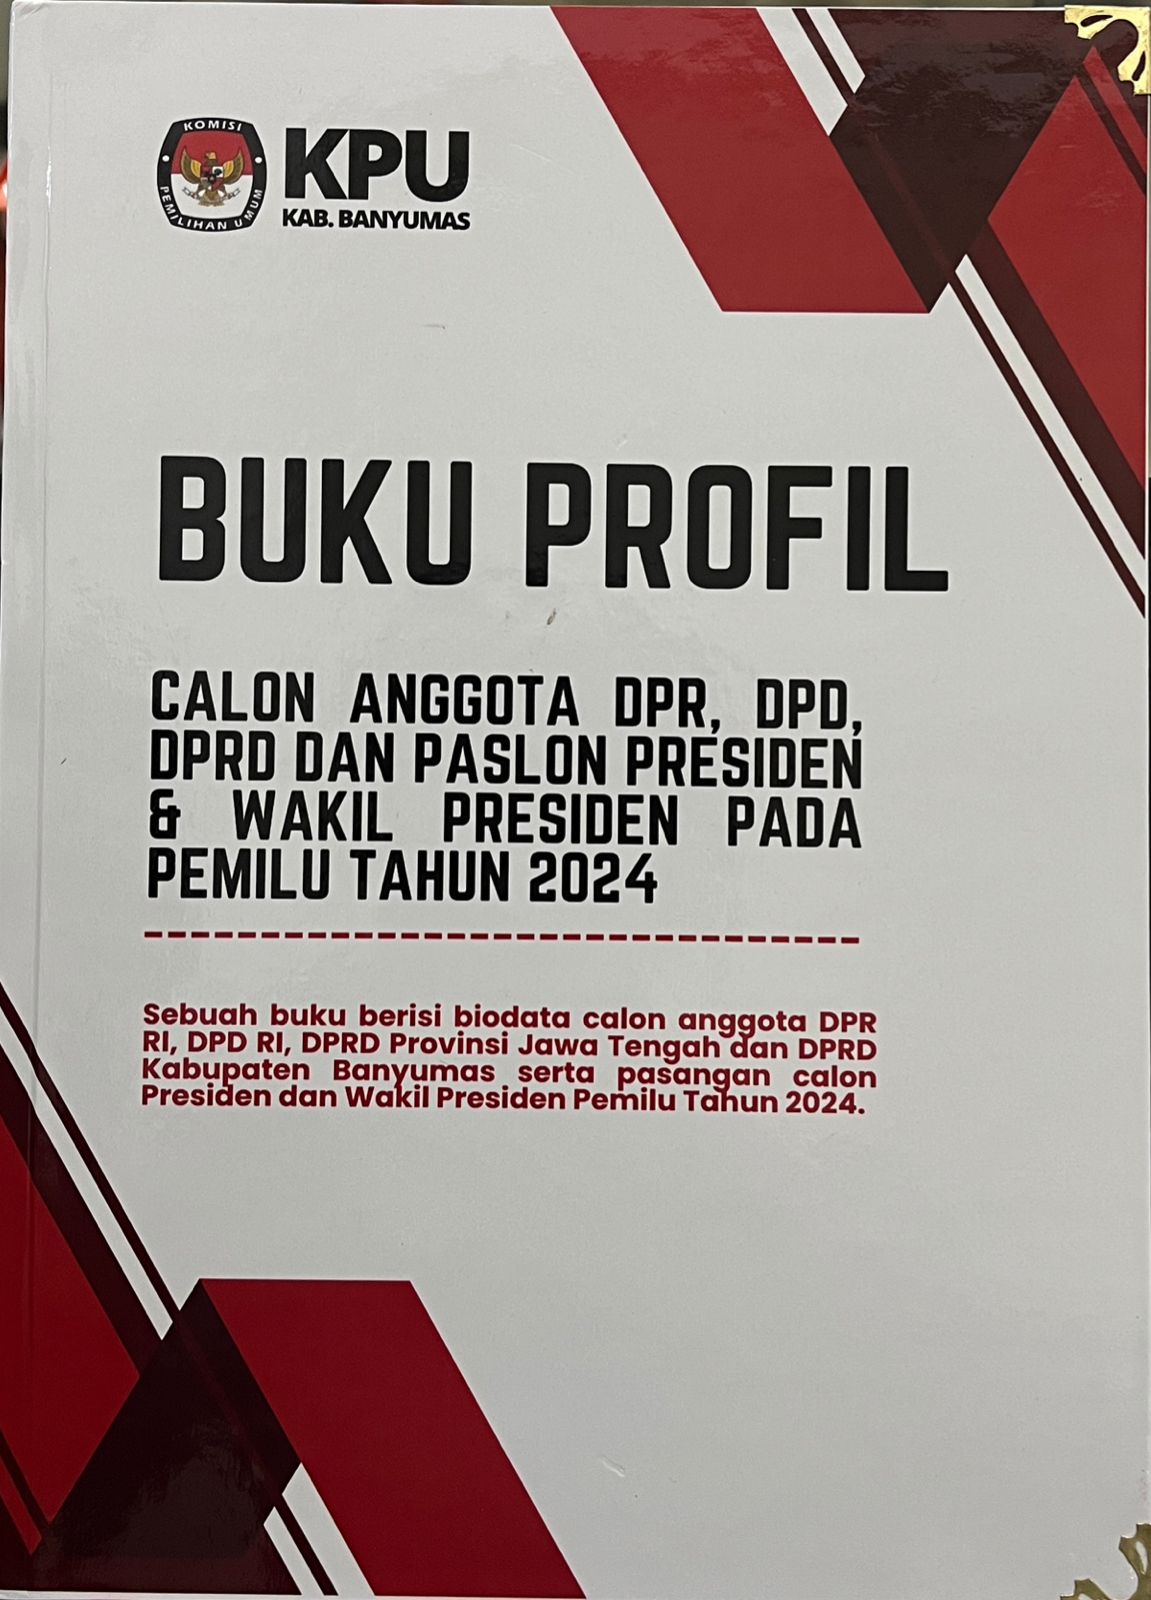 KOMISI
PEMILIHAN UMUM
KPU
KAB. BANYUMAS
BUKU PROFIL
CALON ANGGOTA DPR, DPD,
DPRD DAN PASLON PRESIDEN
& WAKIL PRESIDEN PADA
PEMILU TAHUN 2024
Sebuah buku berisi biodata calon anggota DPR
RI, DPD RI, DPRD Provinsi Jawa Tengah dan DPRD
Kabupaten Banyumas serta pasangan calon
Presiden dan Wakil Presiden Pemilu Tahun 2024.